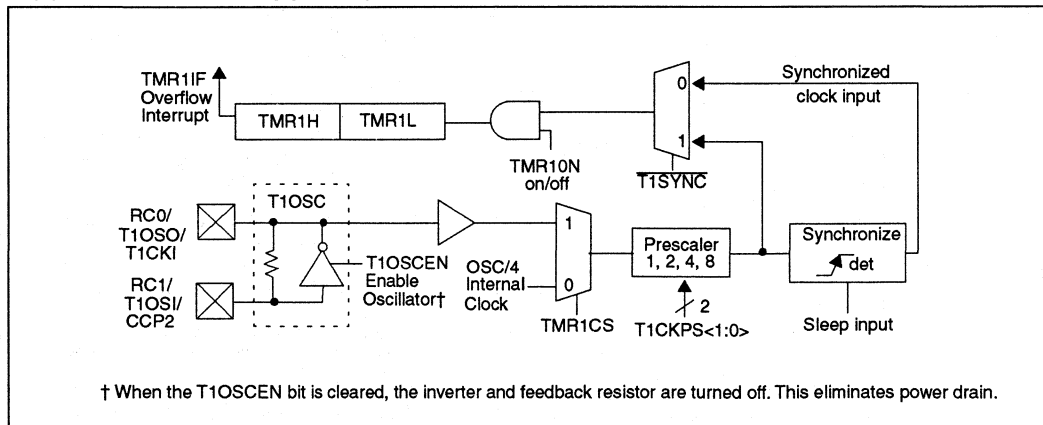 TMR1IF
Overflow
Interrupt
TMR1H
TMR1L
TMR10N
on/off
0
1
T1SYNC
Synchronized
clock input
RC0/
T1OSO/
T1CKI
RC1/
T1OSI/
CCP2
T1OSC
T1OSCEN
Enable
Oscillator†
OSC/4
Internal
Clock
1
0
TMR1CS
Prescaler
1, 2, 4, 8
2
T1CKPS<1:0>
Synchronize
det
Sleep input
† When the T1OSCEN bit is cleared, the inverter and feedback resistor are turned off. This eliminates power drain.